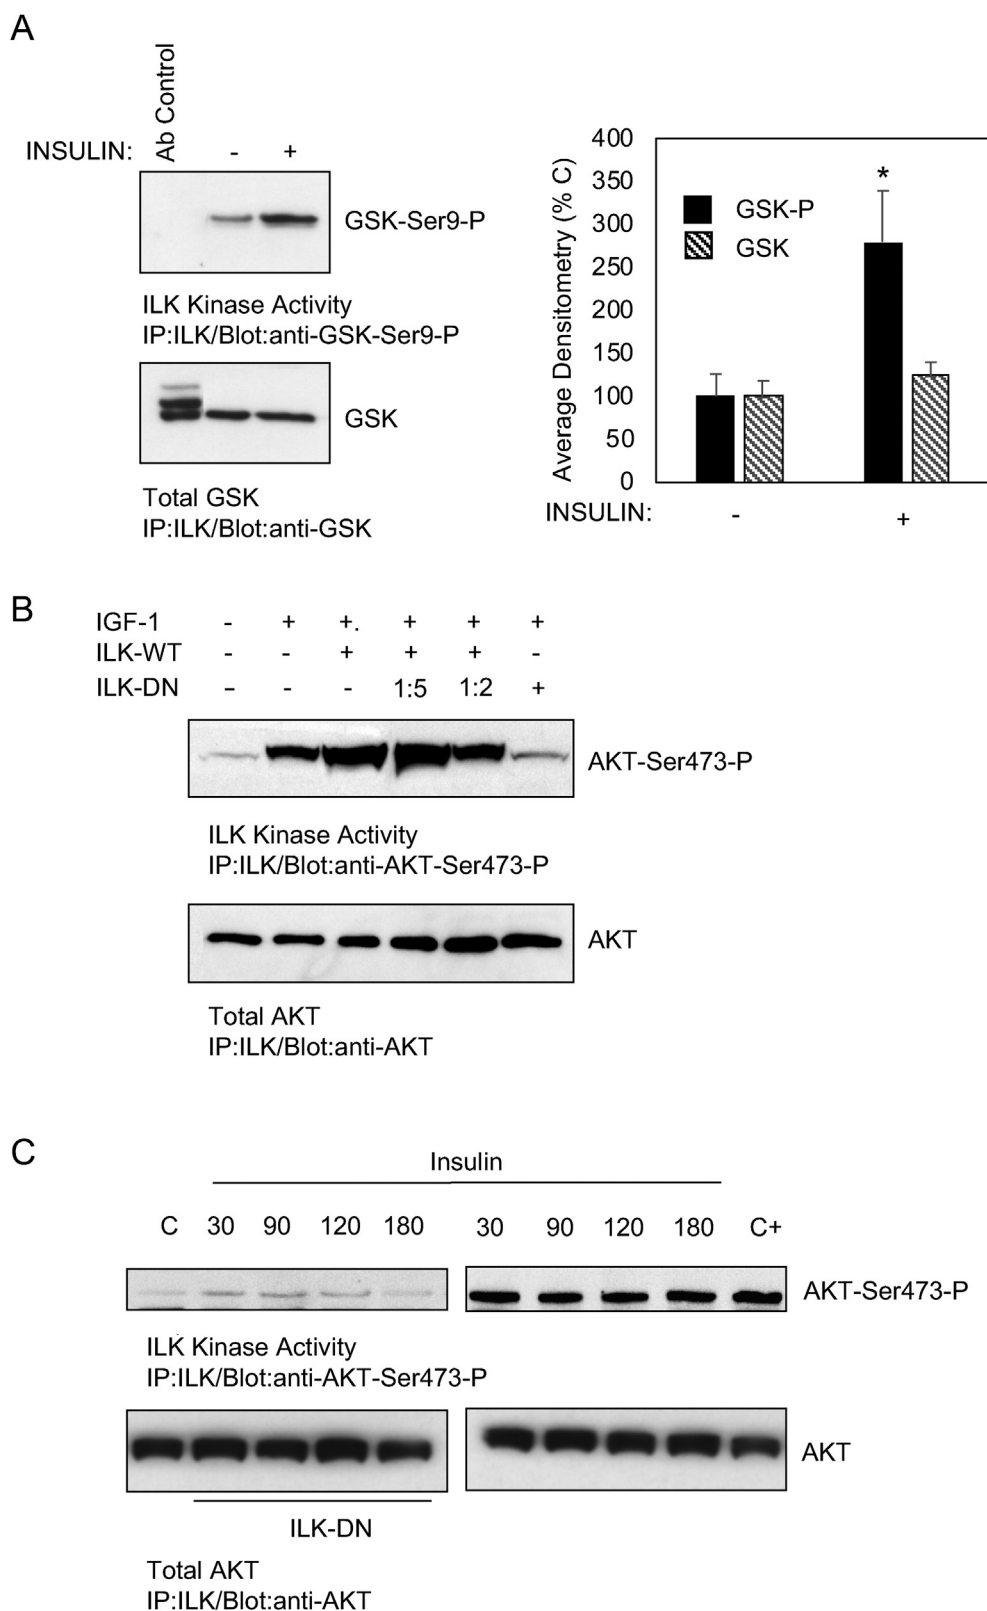 A
Ab Control
INSULIN: - +
GSK-Ser9-P
ILK Kinase Activity
IP:ILK/Blot:anti-GSK-Ser9-P
GSK
Total GSK
IP:ILK/Blot:anti-GSK
Average Densitometry (% C)
400
350
300
250
200
150
100
50
0
*
GSK-P
GSK
INSULIN: - +
B
IGF-1 - + +. + + +
ILK-WT - - + + + -
ILK-DN - - - 1:5 1:2 +
AKT-Ser473-P
ILK Kinase Activity
IP:ILK/Blot:anti-AKT-Ser473-P
AKT
Total AKT
IP:ILK/Blot:anti-AKT
C
Insulin
C 30 90 120 180 30 90 120 180 C+
AKT-Ser473-P
ILK Kinase Activity
IP:ILK/Blot:anti-AKT-Ser473-P
AKT
ILK-DN
Total AKT
IP:ILK/Blot:anti-AKT